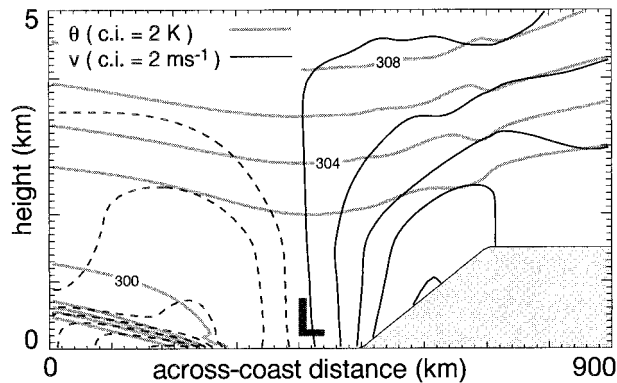 5
θ ( c.i. = 2 K )
v ( c.i. = 2 ms⁻¹ )
308
304
300
height (km)
L
0
0 across-coast distance (km) 900